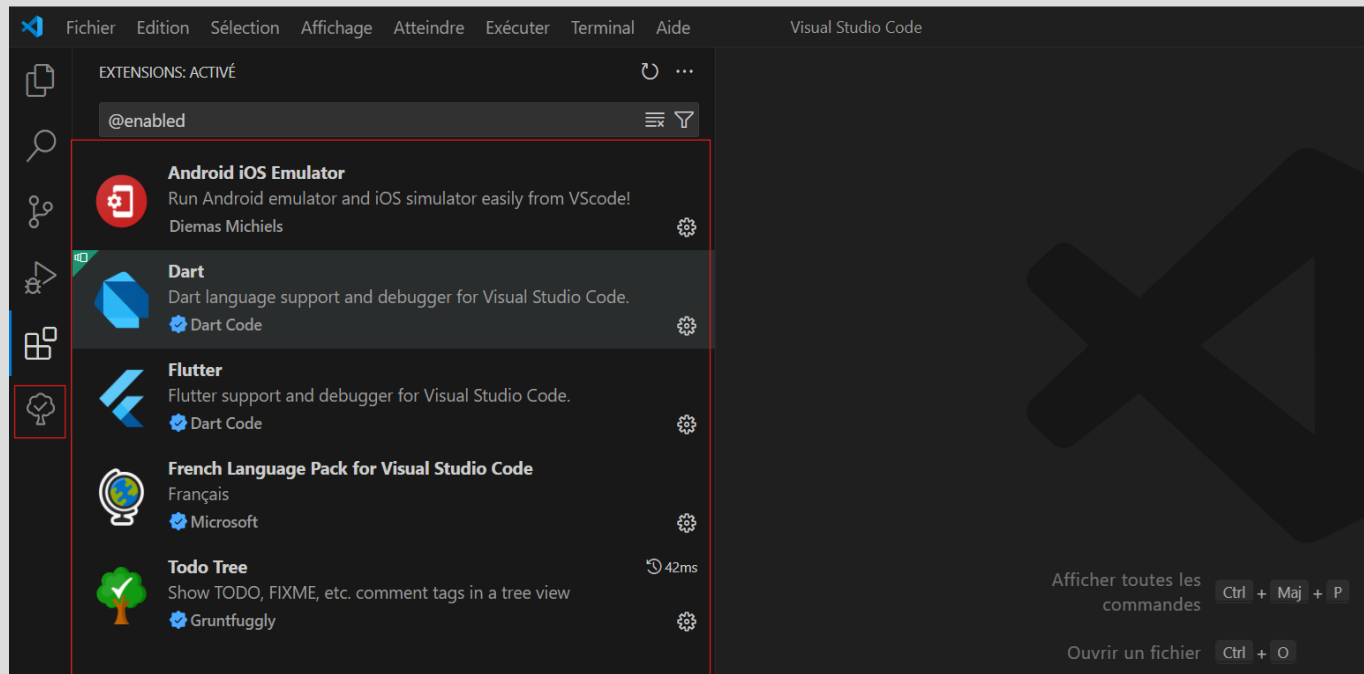 Fichier Edition Sélection Affichage Atteindre Exécuter Terminal Aide Visual Studio Code
EXTENSIONS: ACTIVÉ
@enabled
Android iOS Emulator
Run Android emulator and iOS simulator easily from VScode!
Diemas Michiels
Dart
Dart language support and debugger for Visual Studio Code.
Dart Code
Flutter
Flutter support and debugger for Visual Studio Code.
Dart Code
French Language Pack for Visual Studio Code
Français
Microsoft
Todo Tree 42ms
Show TODO, FIXME, etc. comment tags in a tree view
Gruntfuggly
Afficher toutes les
commandes Ctrl + Maj + P
Ouvrir un fichier Ctrl + O